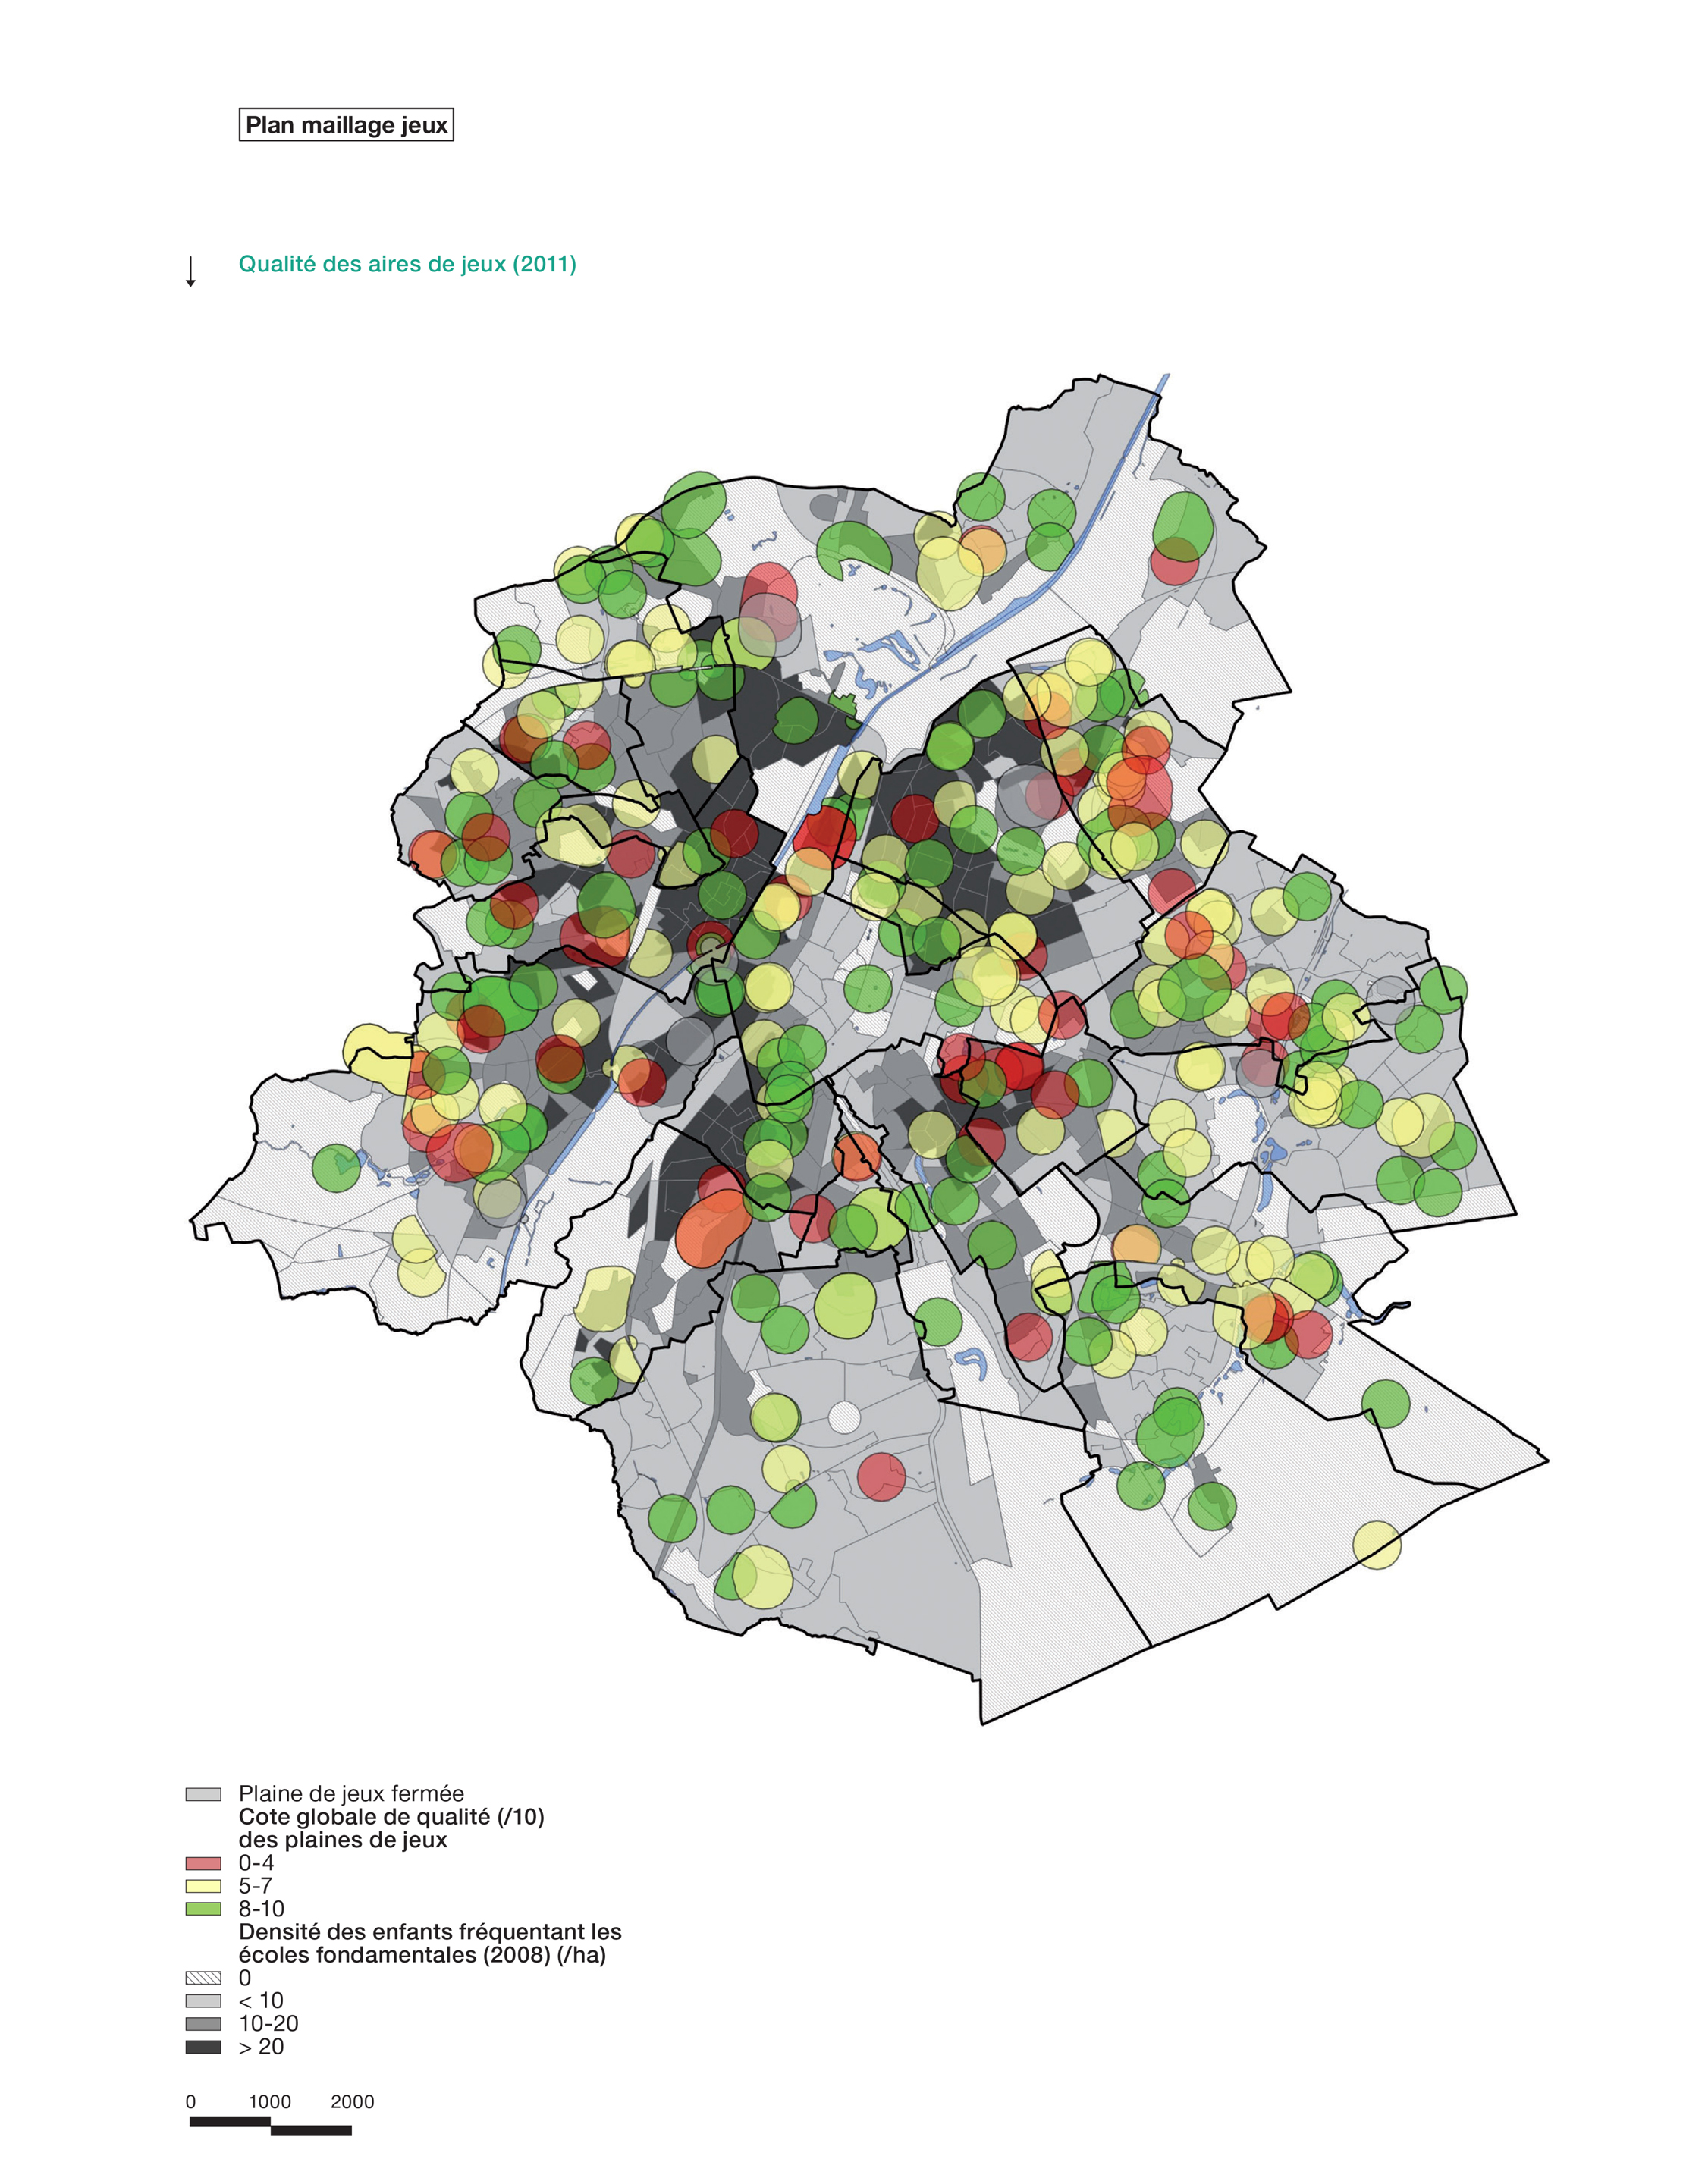 Plan maillage jeux
↓ Qualité des aires de jeux (2011)
Plaine de jeux fermée
Cote globale de qualité (/10)
des plaines de jeux
0-4
5-7
8-10
Densité des enfants fréquentant les
écoles fondamentales (2008) (/ha)
0
< 10
10-20
> 20
0 1000 2000